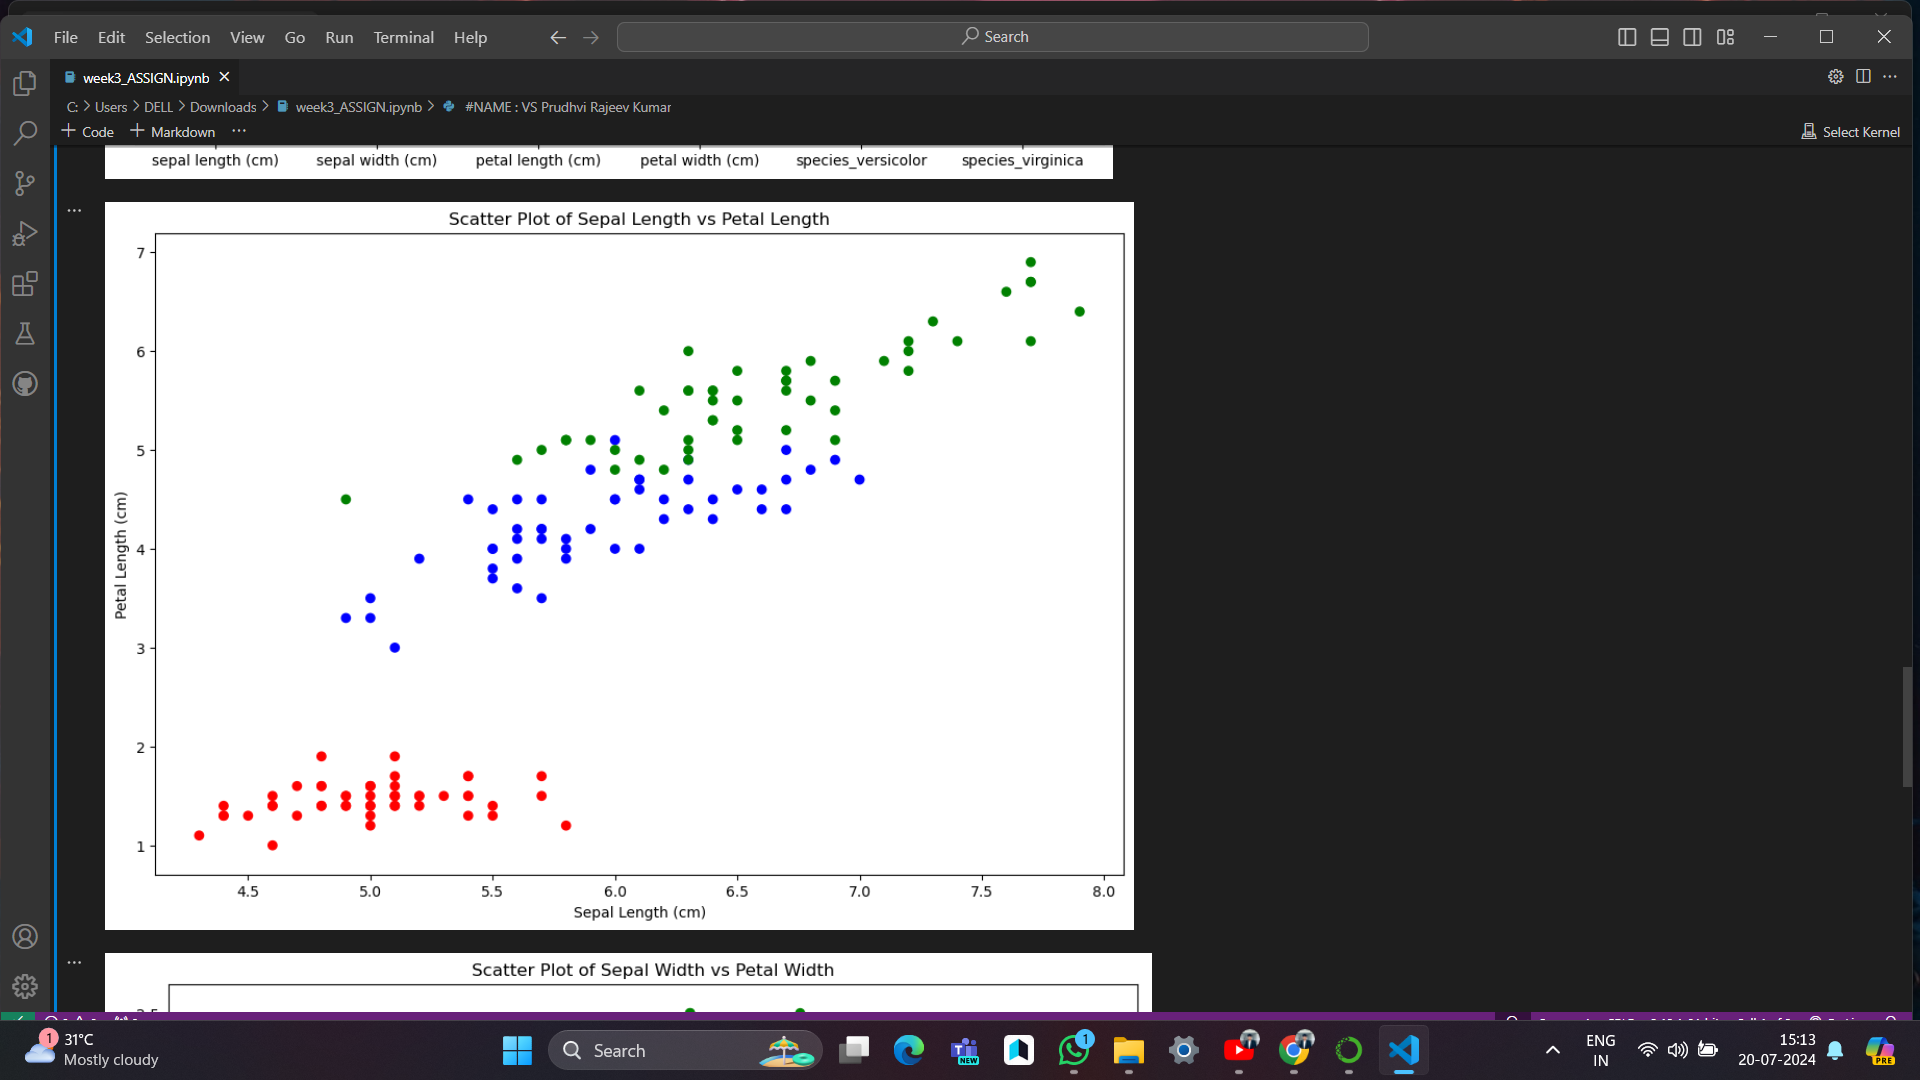 File Edit Selection View Go Run Terminal Help
Search
week3_ASSIGN.ipynb
C: > Users > DELL > Downloads > week3_ASSIGN.ipynb > #NAME : VS Prudhvi Rajeev Kumar
+ Code + Markdown ...
Select Kernel
sepal length (cm) sepal width (cm) petal length (cm) petal width (cm) species_versicolor species_virginica
Scatter Plot of Sepal Length vs Petal Length
7
6
5
4
3
2
1
Petal Length (cm)
4.5 5.0 5.5 6.0 6.5 7.0 7.5 8.0
Sepal Length (cm)
Scatter Plot of Sepal Width vs Petal Width
1
31°C
Mostly cloudy
Search
NEW
1
ENG
IN
15:13
20-07-2024
PRE